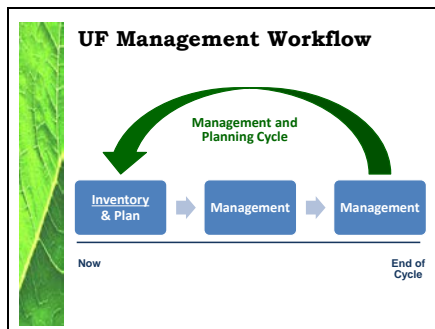 UF Management Workflow
Management and
Planning Cycle
Inventory
& Plan
Management
Management
Now
End of
Cycle